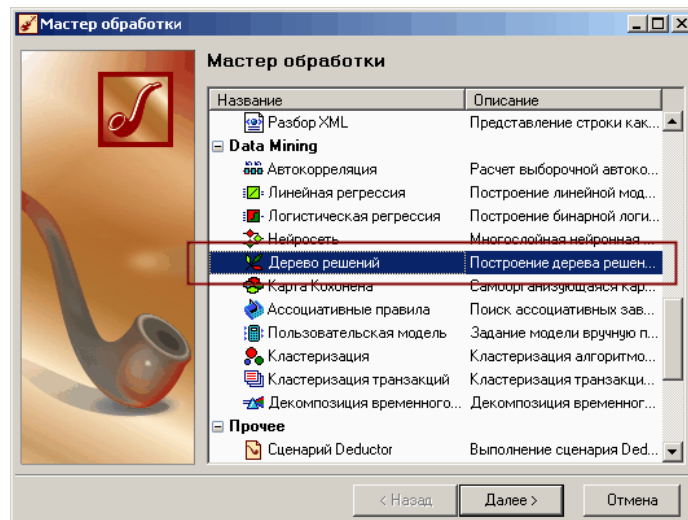 Мастер обработки
Мастер обработки
Название Описание
Разбор XML Представление строки как...
Data Mining
Автокорреляция Расчет выборочной автоко...
Линейная регрессия Построение линейной мод...
Логистическая регрессия Построение бинарной логи...
Нейросеть Многослойная нейронная ...
Дерево решений Построение дерева решен...
Карта Кохонена Самоорганизующаяся кар...
Ассоциативные правила Поиск ассоциативных зав...
Пользовательская модель Задание модели вручную п...
Кластеризация Кластеризация алгоритмо...
Кластеризация транзакций Кластеризация транзакци...
Декомпозиция временного... Декомпозиция временног...
Прочее
Сценарий Deductor Выполнение сценария Ded...
< Назад Далее > Отмена